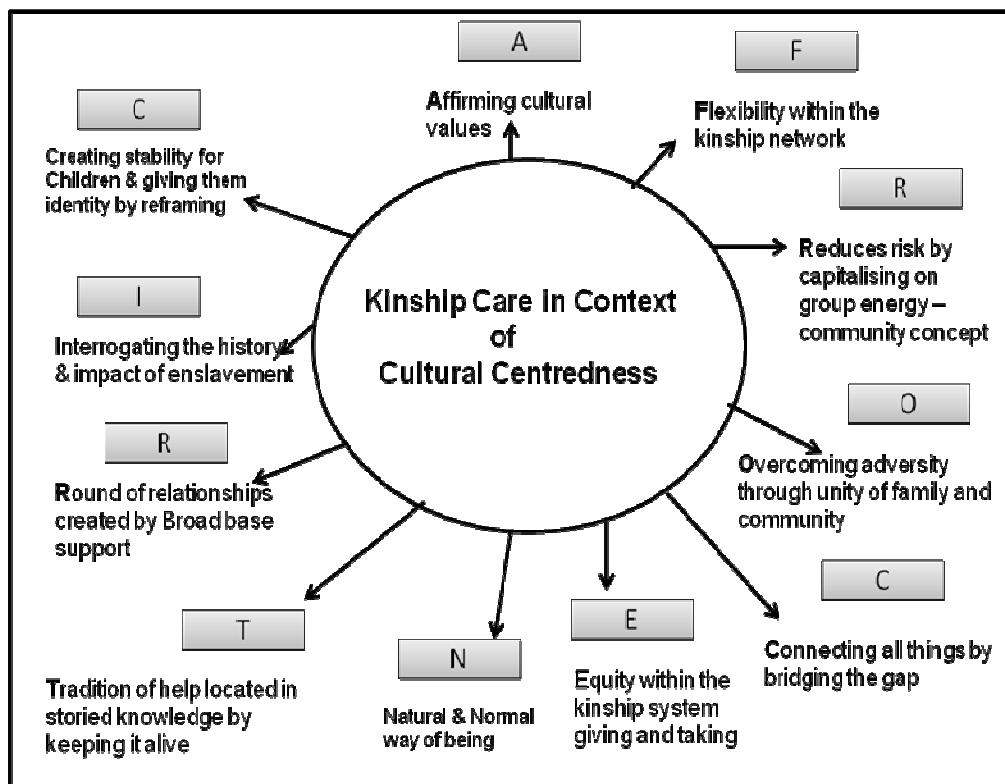 A
Affirming cultural
values
F
Flexibility within the
kinship network
R
Reduces risk by
capitalising on
group energy –
community concept
O
Overcoming adversity
through unity of family and
community
C
Connecting all things by
bridging the gap
E
Equity within the
kinship system
giving and taking
N
Natural & Normal
way of being
T
Tradition of help located in
storied knowledge by
keeping it alive
R
Round of relationships
created by Broad base
support
I
Interrogating the history
& impact of enslavement
C
Creating stability for
Children & giving them
identity by reframing
Kinship Care in Context
of
Cultural Centredness